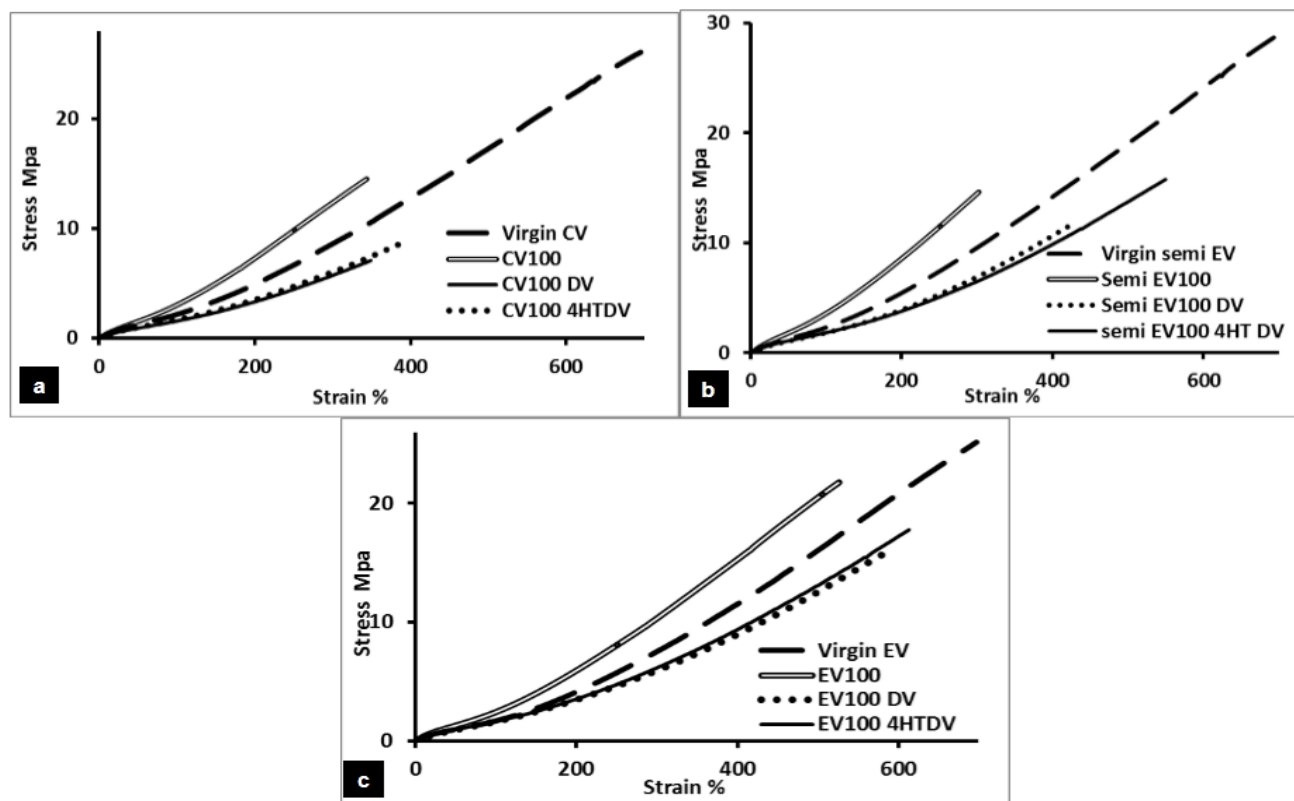 Stress Mpa
20
10
0
0
200
400
600
Strain %
Virgin CV
CV100
CV100 DV
CV100 4HTDV
a
Stress Mpa
30
20
10
0
0
200
400
600
Strain %
Virgin semi EV
Semi EV100
Semi EV100 DV
semi EV100 4HT DV
b
Stress Mpa
20
10
0
0
200
400
600
Strain %
Virgin EV
EV100
EV100 DV
EV100 4HTDV
c